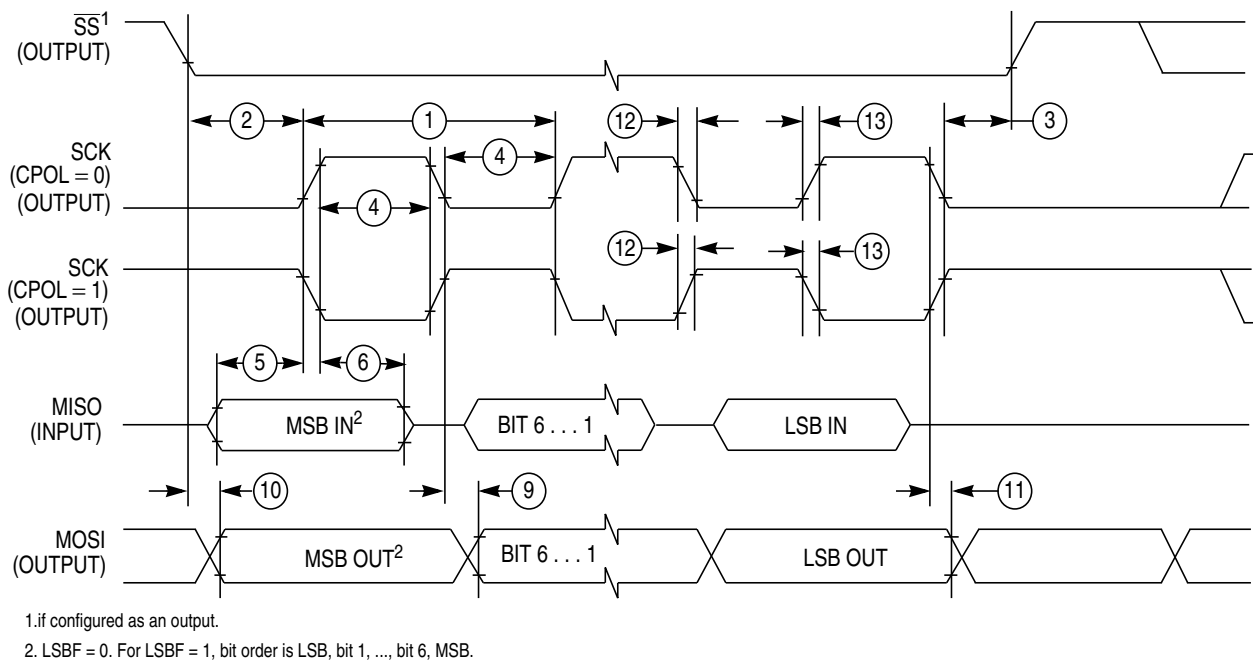 SS¹
(OUTPUT)
2
1
12
13
3
SCK
(CPOL = 0)
(OUTPUT)
4
4
12
13
SCK
(CPOL = 1)
(OUTPUT)
5
6
MISO
(INPUT)
MSB IN²
BIT 6 . . . 1
LSB IN
10
9
11
MOSI
(OUTPUT)
MSB OUT²
BIT 6 . . . 1
LSB OUT
1.if configured as an output.
2. LSBF = 0. For LSBF = 1, bit order is LSB, bit 1, ..., bit 6, MSB.